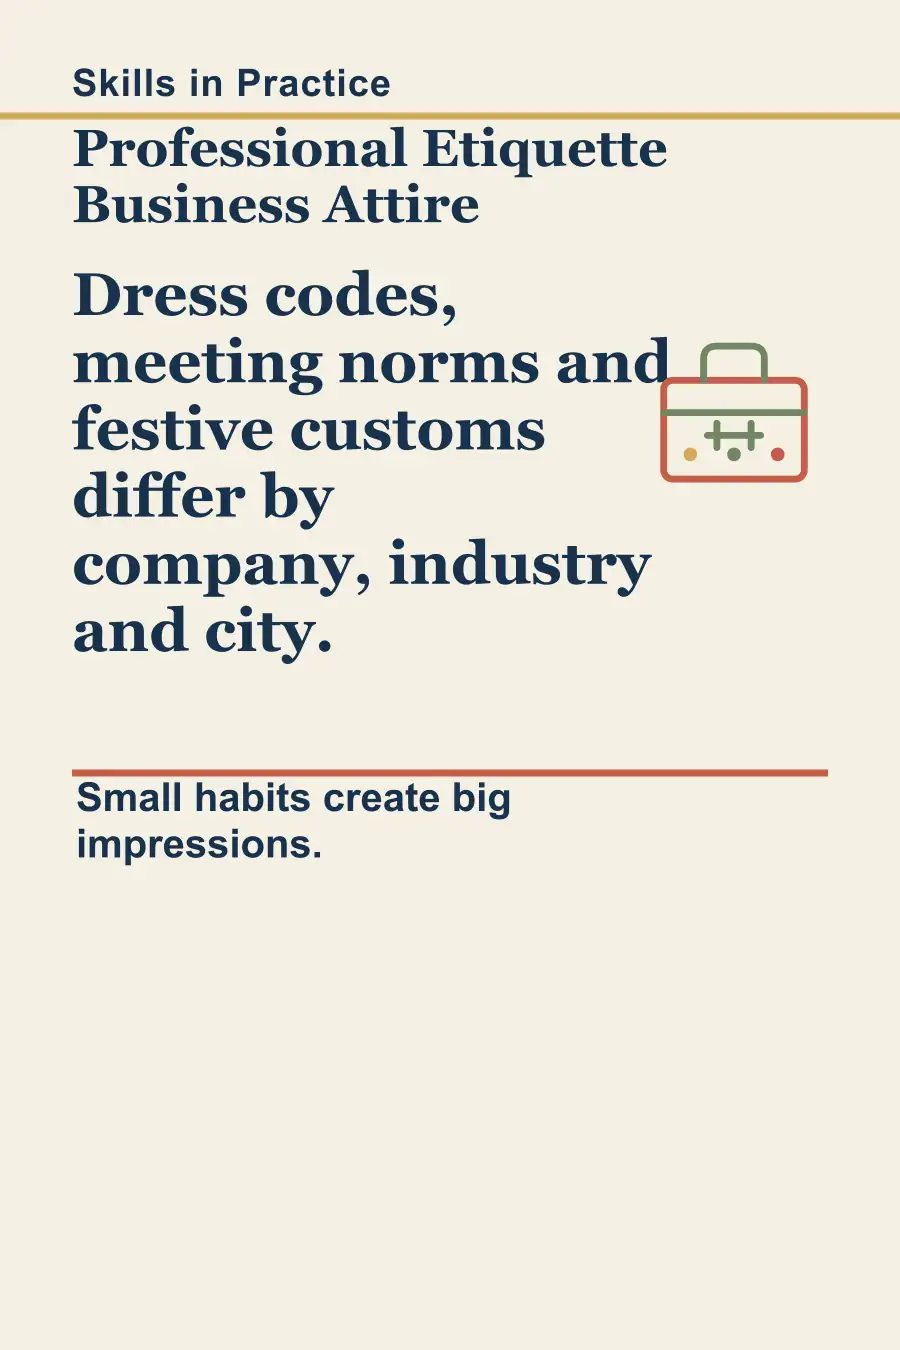 Skills in Practice
Professional Etiquette
Business Attire
Dress codes,
meeting norms and
festive customs
differ by
company, industry
and city.
Small habits create big
impressions.